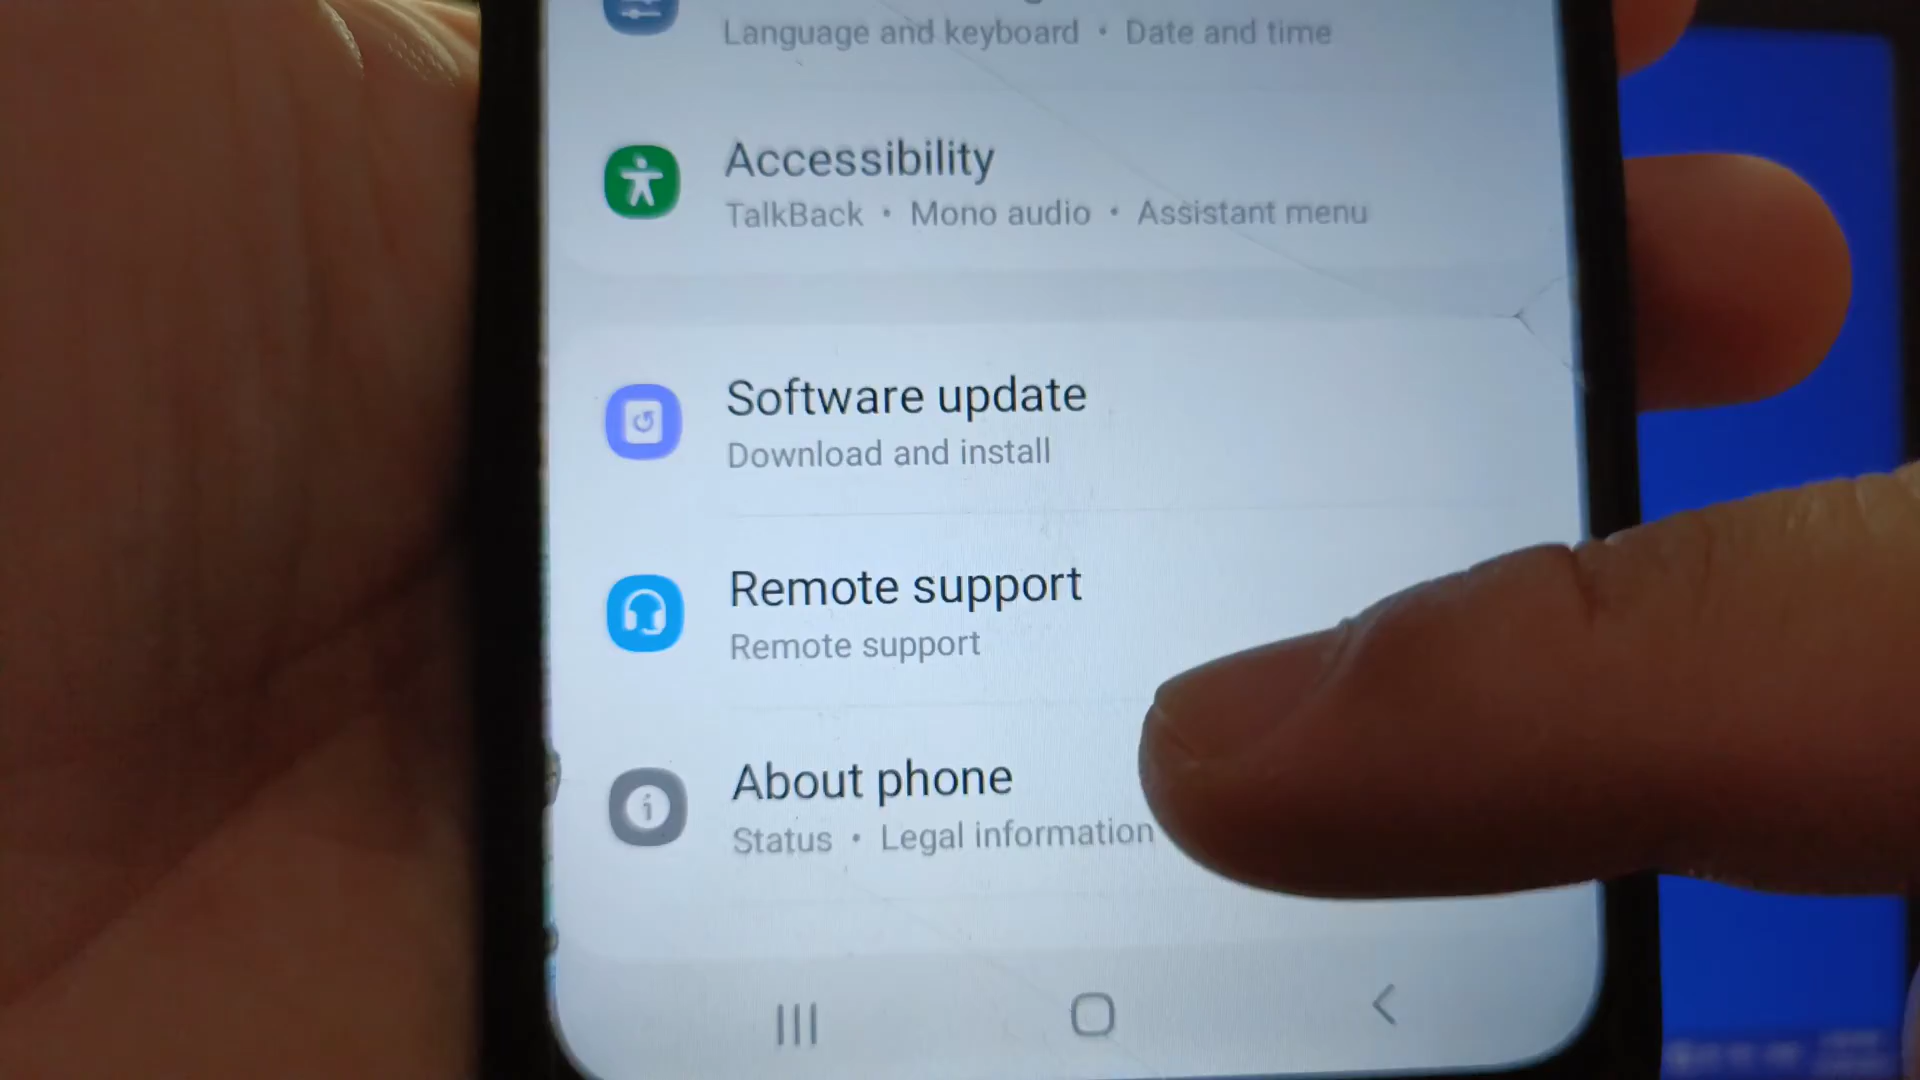 Language and keyboard • Date and time
Accessibility
TalkBack • Mono audio • Assistant menu
Software update
Download and install
Remote support
Remote support
About phone
Status • Legal information